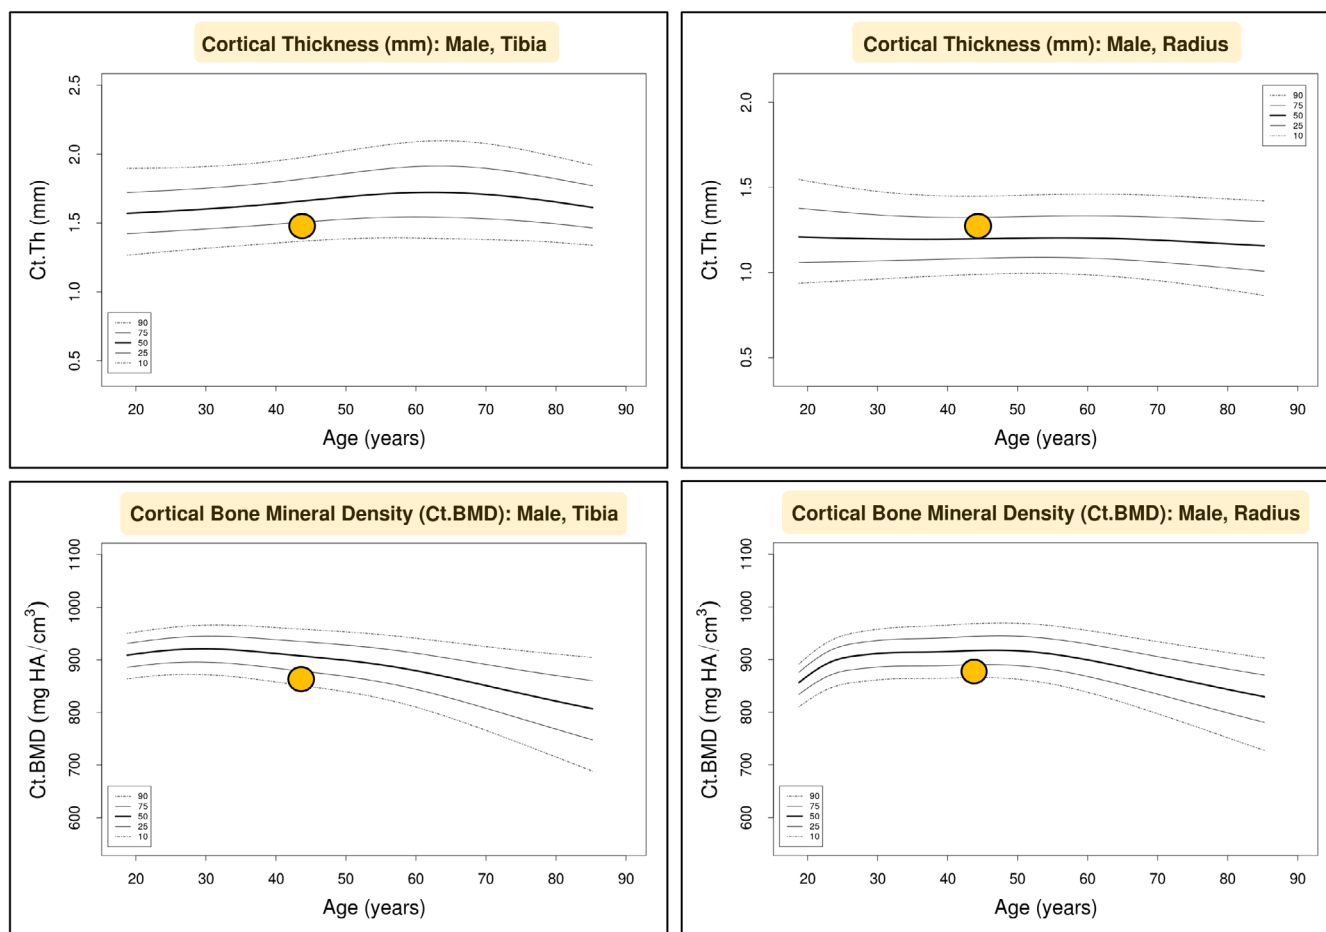 Cortical Thickness (mm): Male, Tibia
Ct.Th (mm)
2.5
2.0
1.5
1.0
0.5
90
75
50
25
10
20 30 40 50 60 70 80 90
Age (years)
Cortical Thickness (mm): Male, Radius
Ct.Th (mm)
2.0
1.5
1.0
0.5
90
75
50
25
10
20 30 40 50 60 70 80 90
Age (years)
Cortical Bone Mineral Density (Ct.BMD): Male, Tibia
Ct.BMD (mg HA/cm³)
1100
1000
900
800
700
600
90
75
50
25
10
20 30 40 50 60 70 80 90
Age (years)
Cortical Bone Mineral Density (Ct.BMD): Male, Radius
Ct.BMD (mg HA/cm³)
1100
1000
900
800
700
600
90
75
50
25
10
20 30 40 50 60 70 80 90
Age (years)